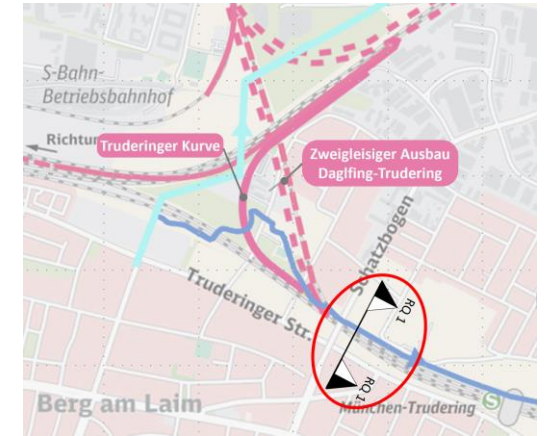 S-Bahn-
Betriebsbahnhof
Richtun
Truderinger Kurve
Zweigleisiger Ausbau
Daglfing-Trudering
Schatzbogen
RQ 1
Truderinger Str.
RQ 1
Berg am Laim
München-Trudering
S